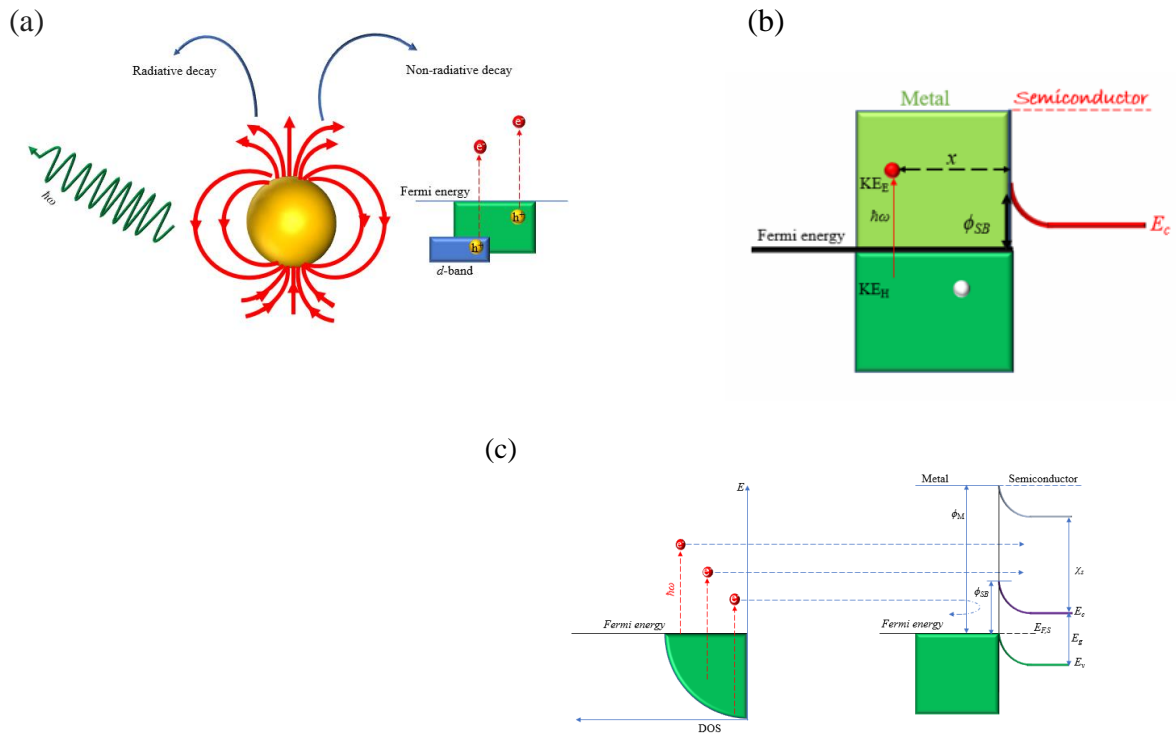 (a)
Radiative decay
Non-radiative decay
ħω
e-
e-
Fermi energy
h+
h+
d-band
(b)
Metal
Semiconductor
x
KE_E
ħω
ϕ_SB
E_c
Fermi energy
KE_H
(c)
E
Metal
Semiconductor
ϕ_M
e-
ħω
e-
e-
χ_s
ϕ_SB
E_c
Fermi energy
Fermi energy
E_F,S
E_g
E_v
DOS